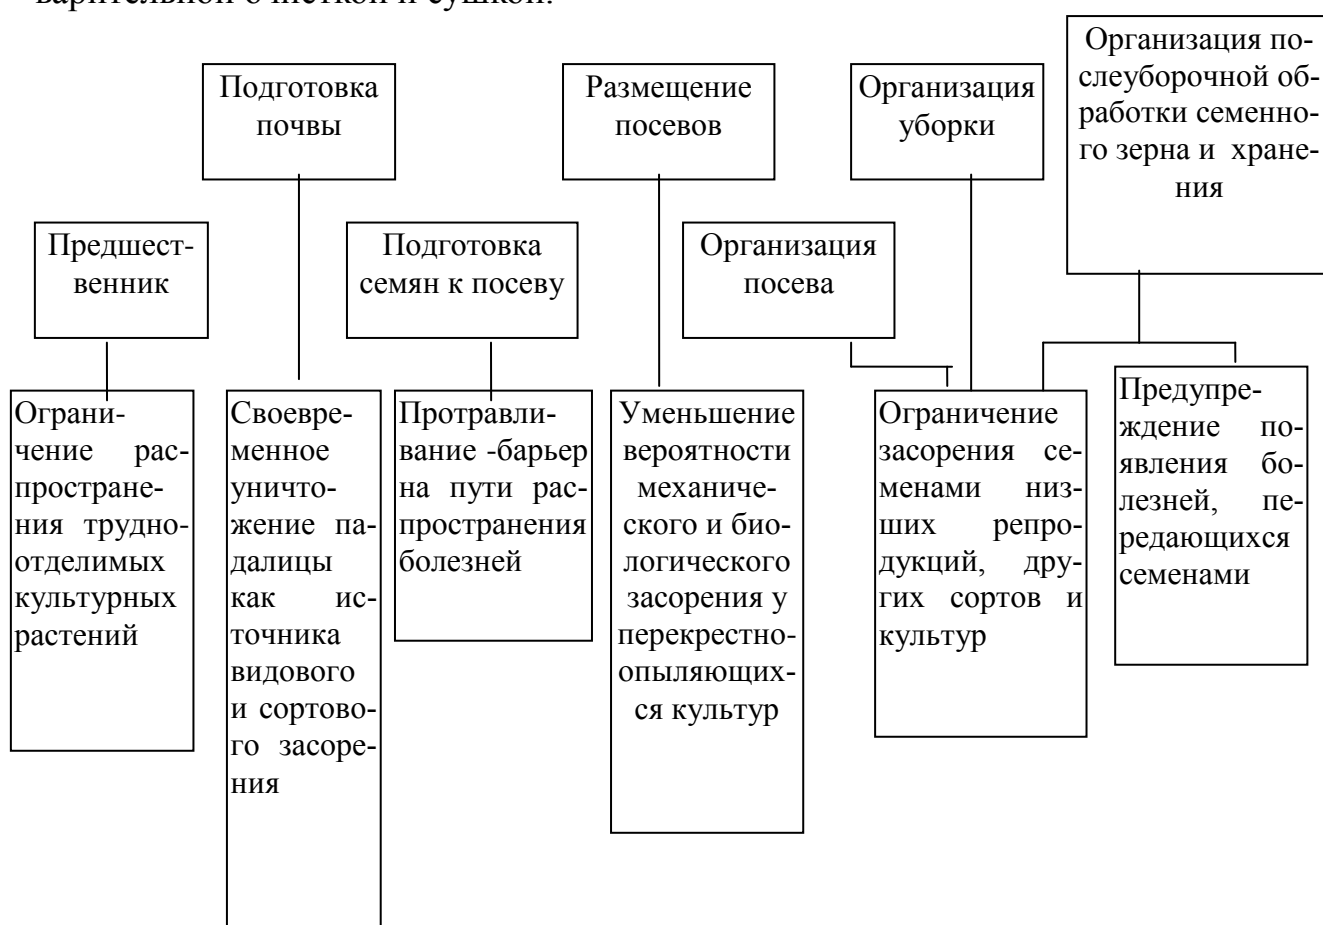 варительной очисткой и сушкой.
Организация по-
слеуборочной об-
работки семенно-
го зерна и хране-
ния
Подготовка
почвы
Размещение
посевов
Организация
уборки
Предшест-
венник
Подготовка
семян к посеву
Организация
посева
Ограни-
чение рас-
простране-
ния трудно-
отделимых
культурных
растений
Своевре-
менное
уничто-
жение па-
далицы
как ис-
точника
видового
и сортово-
го засоре-
ния
Протравли-
вание -барьер
на пути рас-
пространения
болезней
Уменьшение
вероятности
механиче-
ского и био-
логического
засорения у
перекрестно-
опыляющих-
ся культур
Ограничение
засорения се-
менами низ-
ших репро-
дукций, дру-
гих сортов и
культур
Предупре-
ждение по-
явления бо-
лезней, пе-
редающихся
семенами